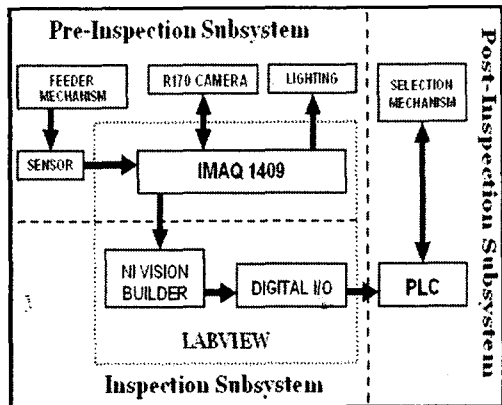 Pre-Inspection Subsystem
FEEDER
MECHANISM
R170 CAMERA
LIGHTING
SELECTION
MECHANISM
SENSOR
IMAQ 1409
NI VISION
BUILDER
DIGITAL I/O
PLC
LABVIEW
Inspection Subsystem
Post-Inspection Subsystem